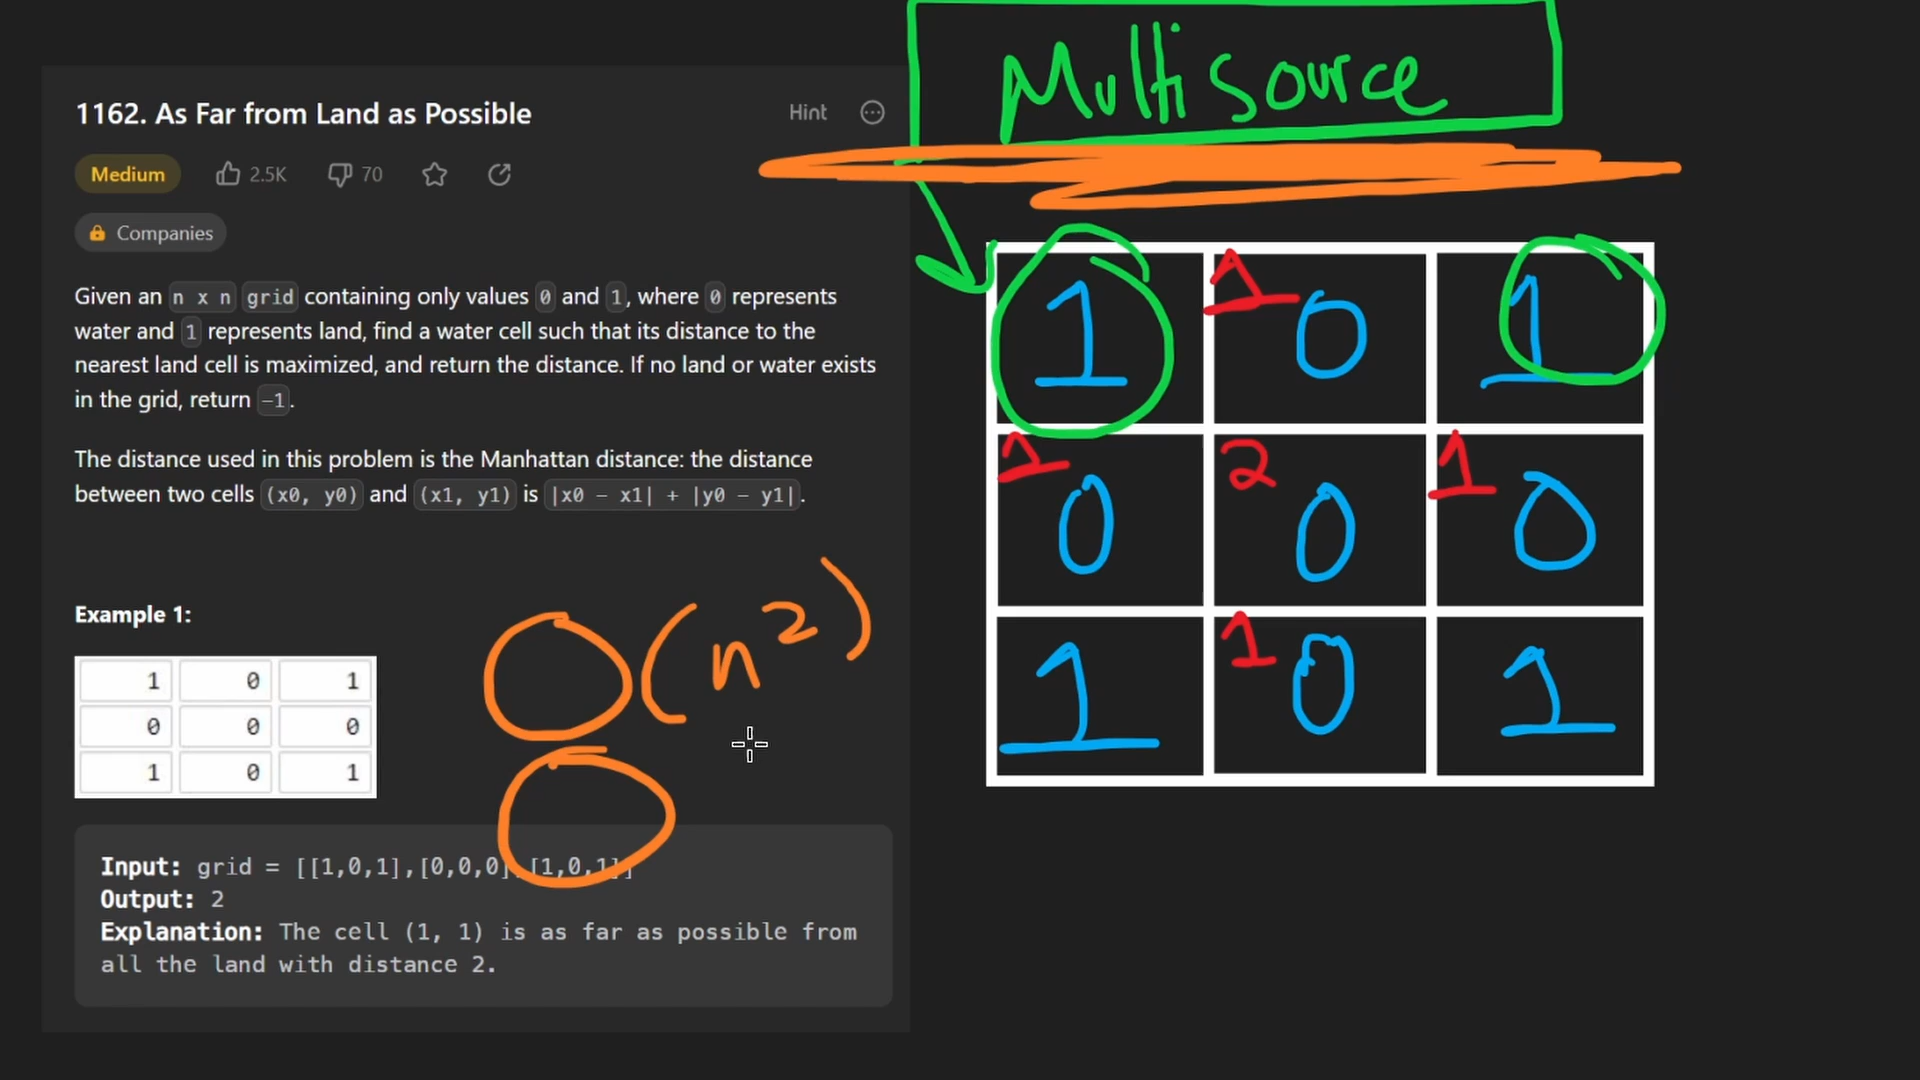 Multi Source
1162. As Far from Land as Possible
Hint
Medium 2.5K 70
Companies
Given an n x n grid containing only values 0 and 1, where 0 represents
water and 1 represents land, find a water cell such that its distance to the
nearest land cell is maximized, and return the distance. If no land or water exists
in the grid, return -1.
The distance used in this problem is the Manhattan distance: the distance
between two cells (x0, y0) and (x1, y1) is |x0 - x1| + |y0 - y1|.
Example 1:
1 0 1
0 0 0
1 0 1
O(n²)
O
Input: grid = [[1,0,1],[0,0,0],[1,0,1]]
Output: 2
Explanation: The cell (1, 1) is as far as possible from
all the land with distance 2.
1 1 0 1
1 0 2 0 1 0
1 1 0 1